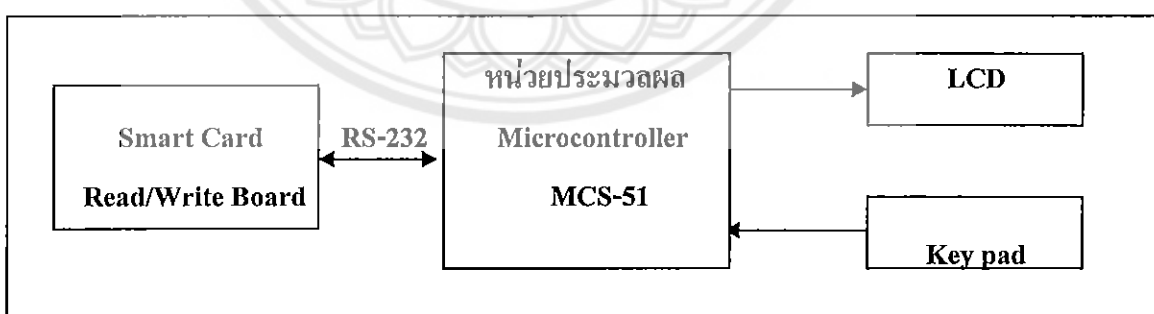 Smart Card
Read/Write Board
RS-232
หน่วยประมวลผล
Microcontroller
MCS-51
LCD
Key pad